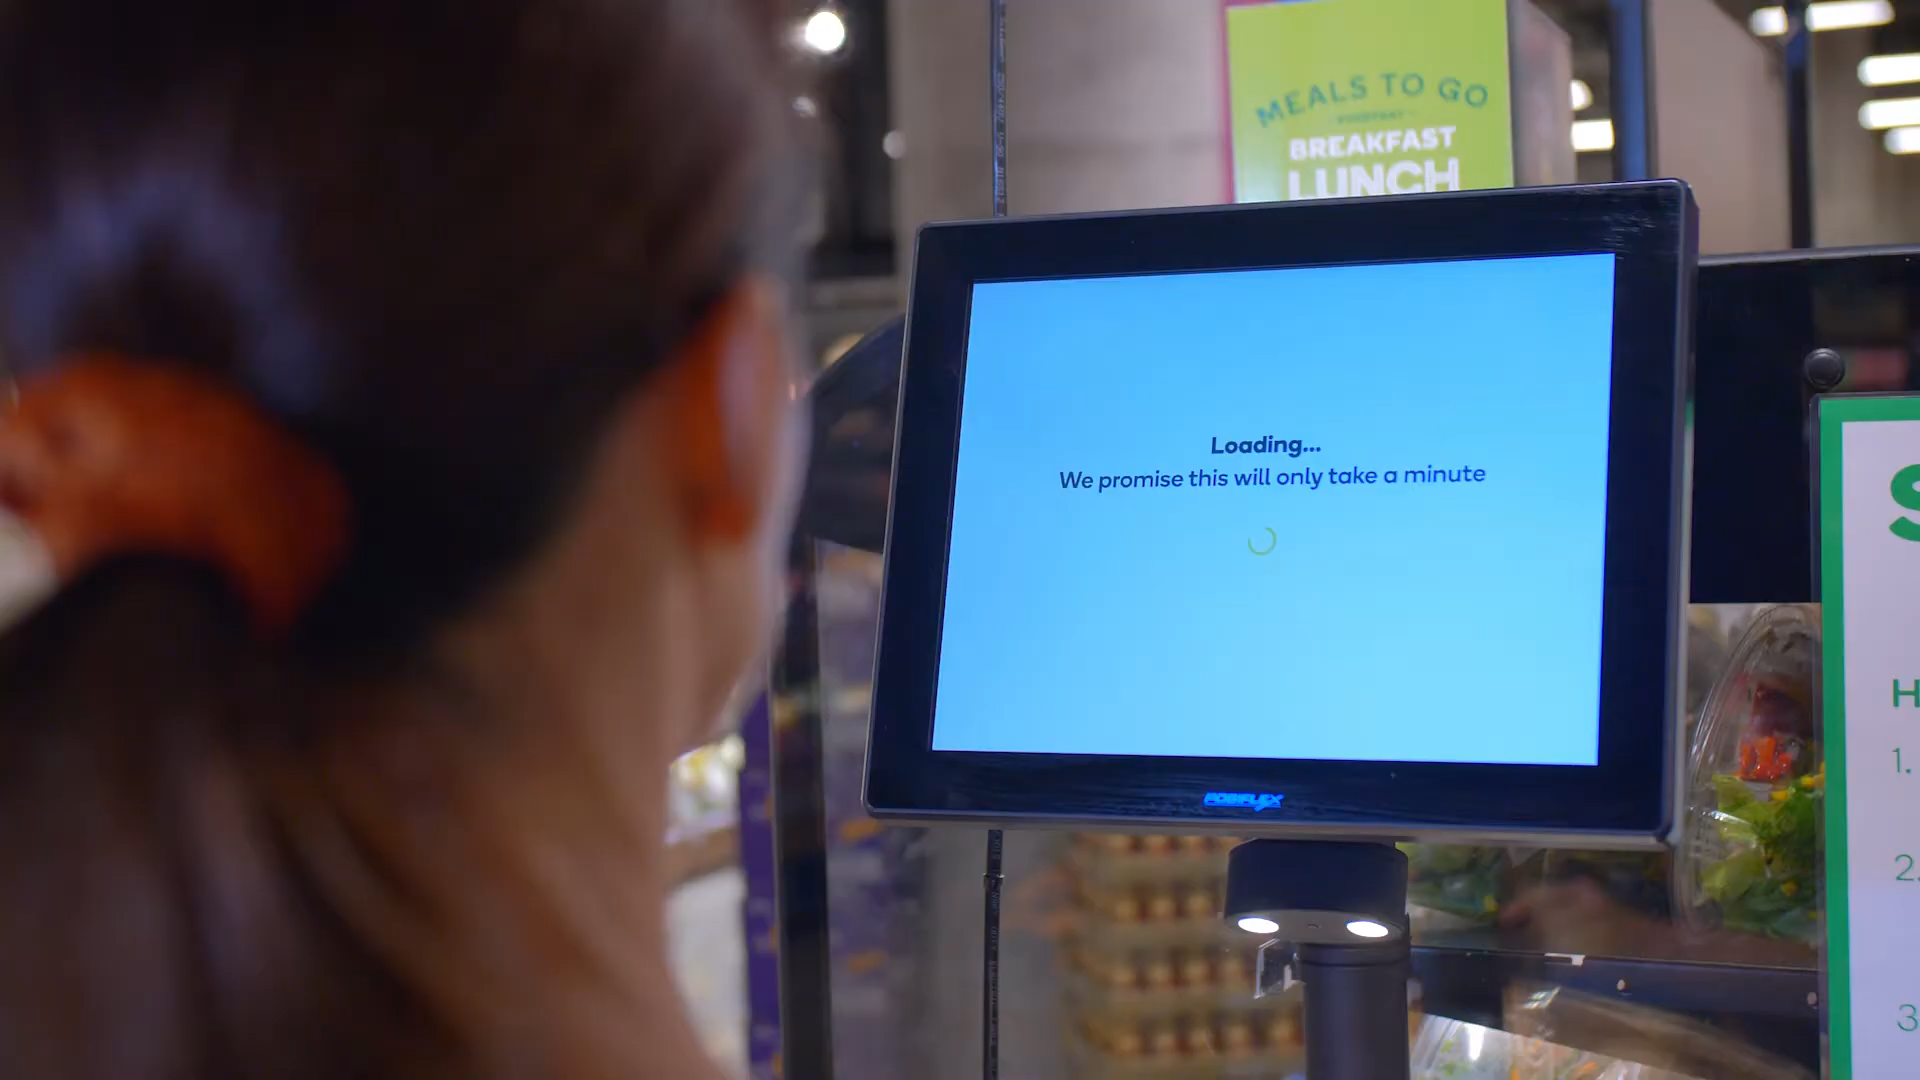 MEALS TO GO
BREAKFAST
LUNCH
Loading...
We promise this will only take a minute
POSIFLEX
S
H
1.
2.
3